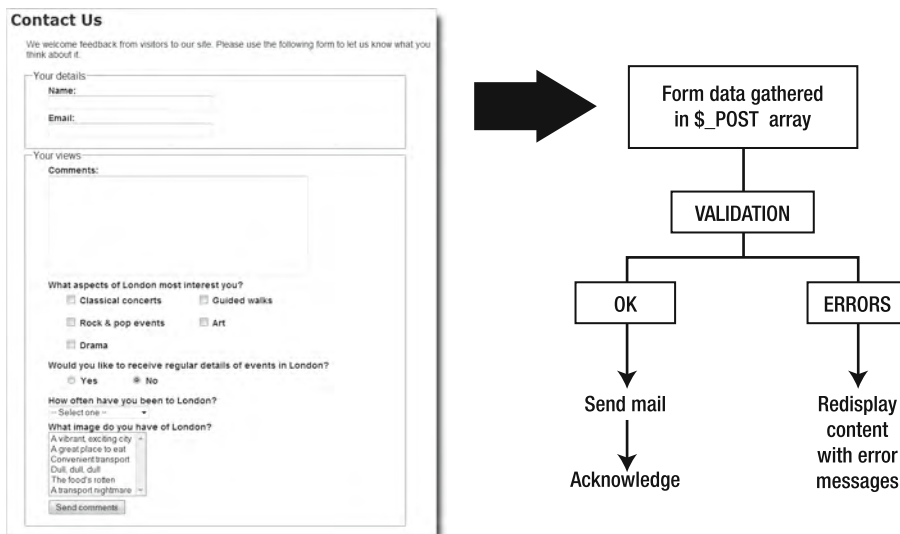 Contact Us
We welcome feedback from visitors to our site. Please use the following form to let us know what you
think about it.
Your details
Name:
Email:
Your views
Comments:
What aspects of London most interest you?
Classical concerts
Guided walks
Rock & pop events
Art
Drama
Would you like to receive regular details of events in London?
Yes
No
How often have you been to London?
-- Select one --
What image do you have of London?
A vibrant, exciting city
A great place to eat
Convenient transport
Dull, dull, dull
The food's rotten
A transport nightmare
Send comments
Form data gathered
in $_POST array
VALIDATION
OK
ERRORS
Send mail
Acknowledge
Redisplay
content
with error
messages